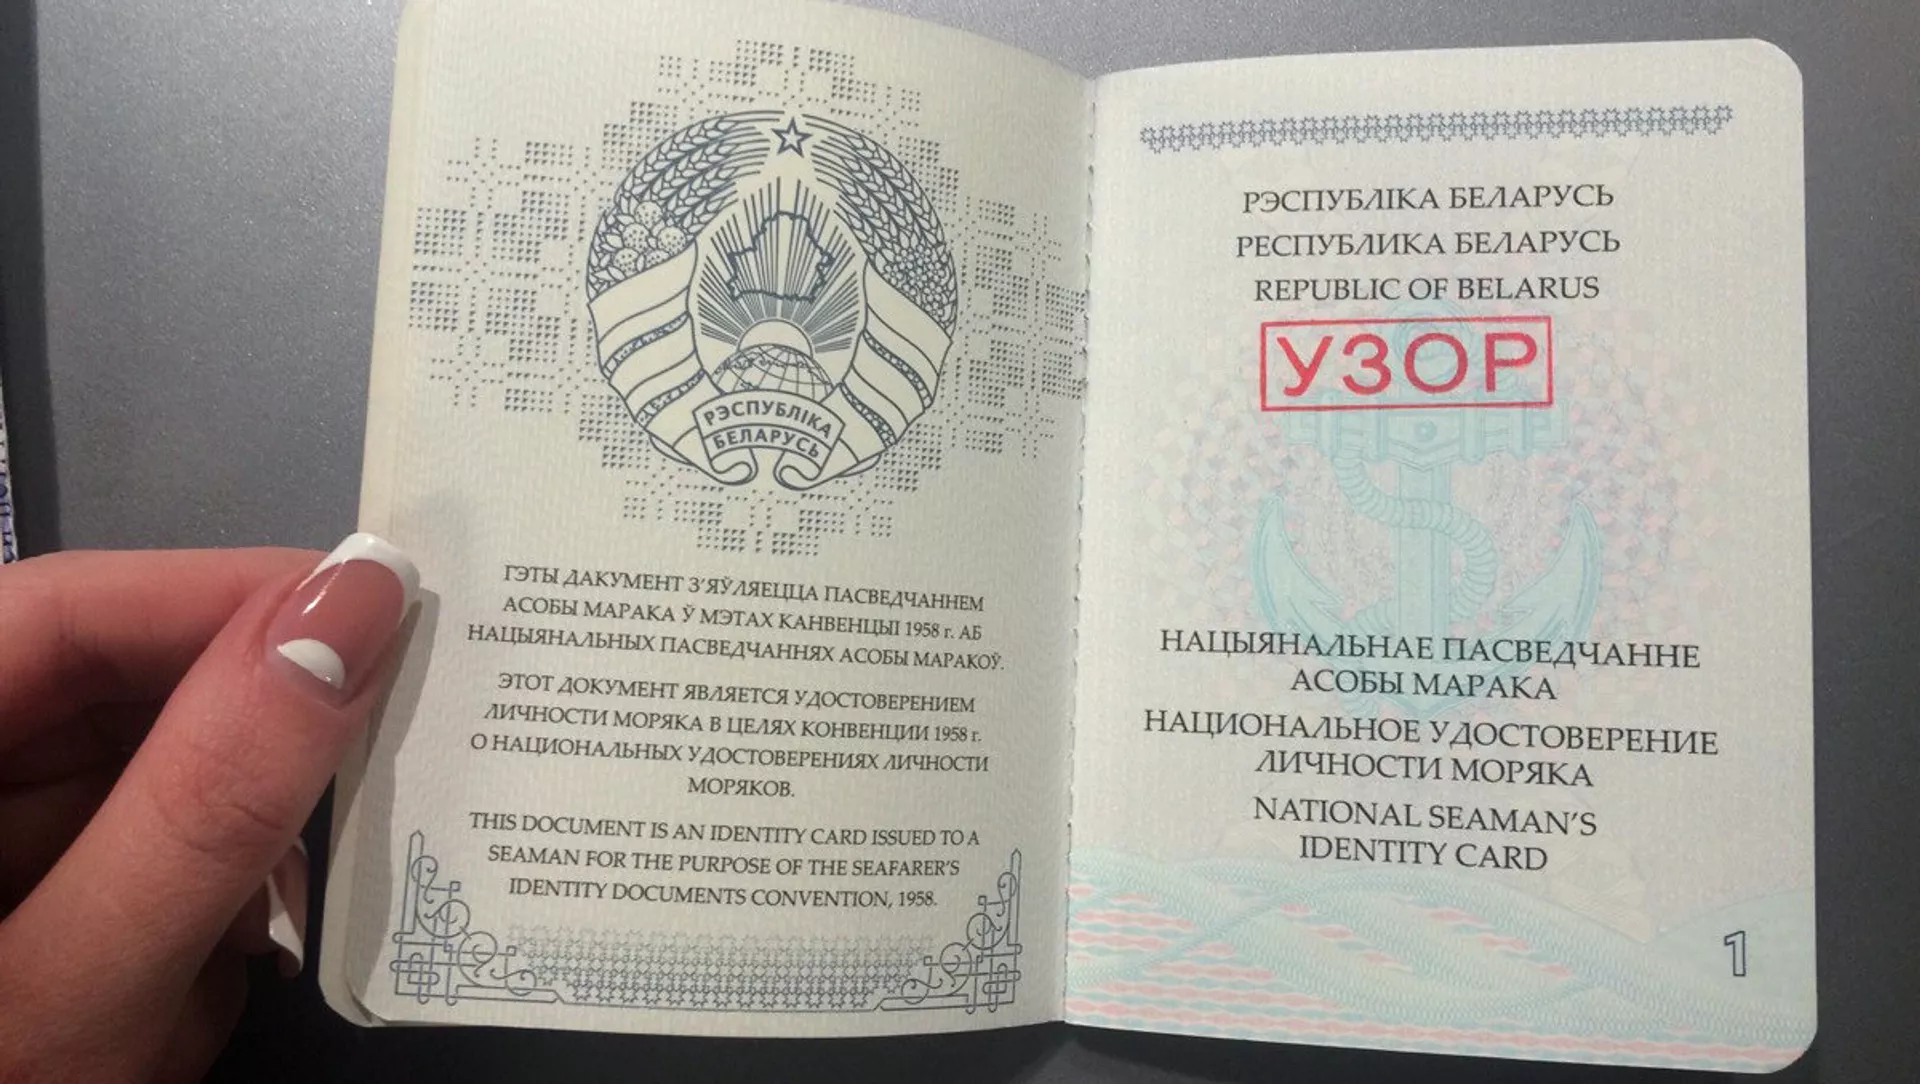 РЭСПУБЛІКА
БЕЛАРУСЬ
ГЭТЫ ДАКУМЕНТ З'ЯЎЛЯЕЦЦА ПАСВЕДЧАННЕМ
АСОБЫ МАРАКА Ў МЭТАХ КАНВЕНЦЫІ 1958 г. АБ
НАЦЫЯНАЛЬНЫХ ПАСВЕДЧАННЯХ АСОБЫ МАРАКОЎ.
ЭТОТ ДОКУМЕНТ ЯВЛЯЕТСЯ УДОСТОВЕРЕНИЕМ
ЛИЧНОСТИ МОРЯКА В ЦЕЛЯХ КОНВЕНЦИИ 1958 г.
О НАЦИОНАЛЬНЫХ УДОСТОВЕРЕНИЯХ ЛИЧНОСТИ
МОРЯКОВ.
THIS DOCUMENT IS AN IDENTITY CARD ISSUED TO A
SEAMAN FOR THE PURPOSE OF THE SEAFARER'S
IDENTITY DOCUMENTS CONVENTION, 1958.
РЭСПУБЛІКА БЕЛАРУСЬ
РЕСПУБЛИКА БЕЛАРУСЬ
REPUBLIC OF BELARUS
УЗОР
НАЦЫЯНАЛЬНАЕ ПАСВЕДЧАННЕ
АСОБЫ МАРАКА
НАЦИОНАЛЬНОЕ УДОСТОВЕРЕНИЕ
ЛИЧНОСТИ МОРЯКА
NATIONAL SEAMAN'S
IDENTITY CARD
1